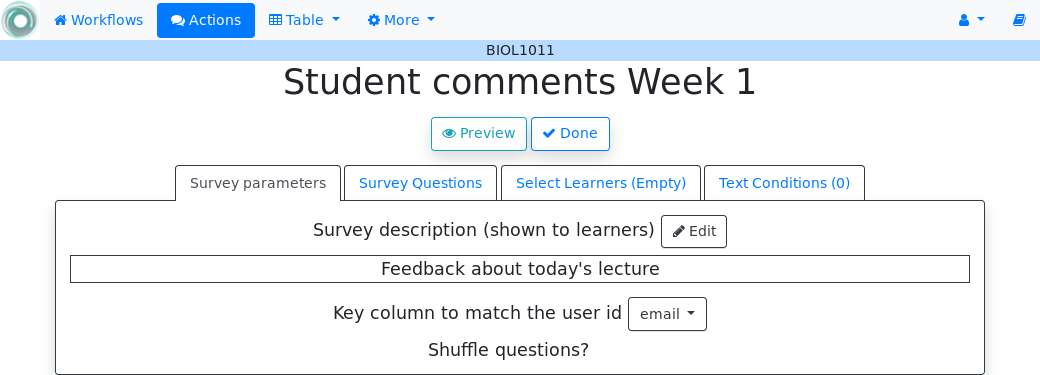 Workflows Actions Table More
BIOL1011
Student comments Week 1
Preview Done
Survey parameters Survey Questions Select Learners (Empty) Text Conditions (0)
Survey description (shown to learners) Edit
Feedback about today's lecture
Key column to match the user id email
Shuffle questions?